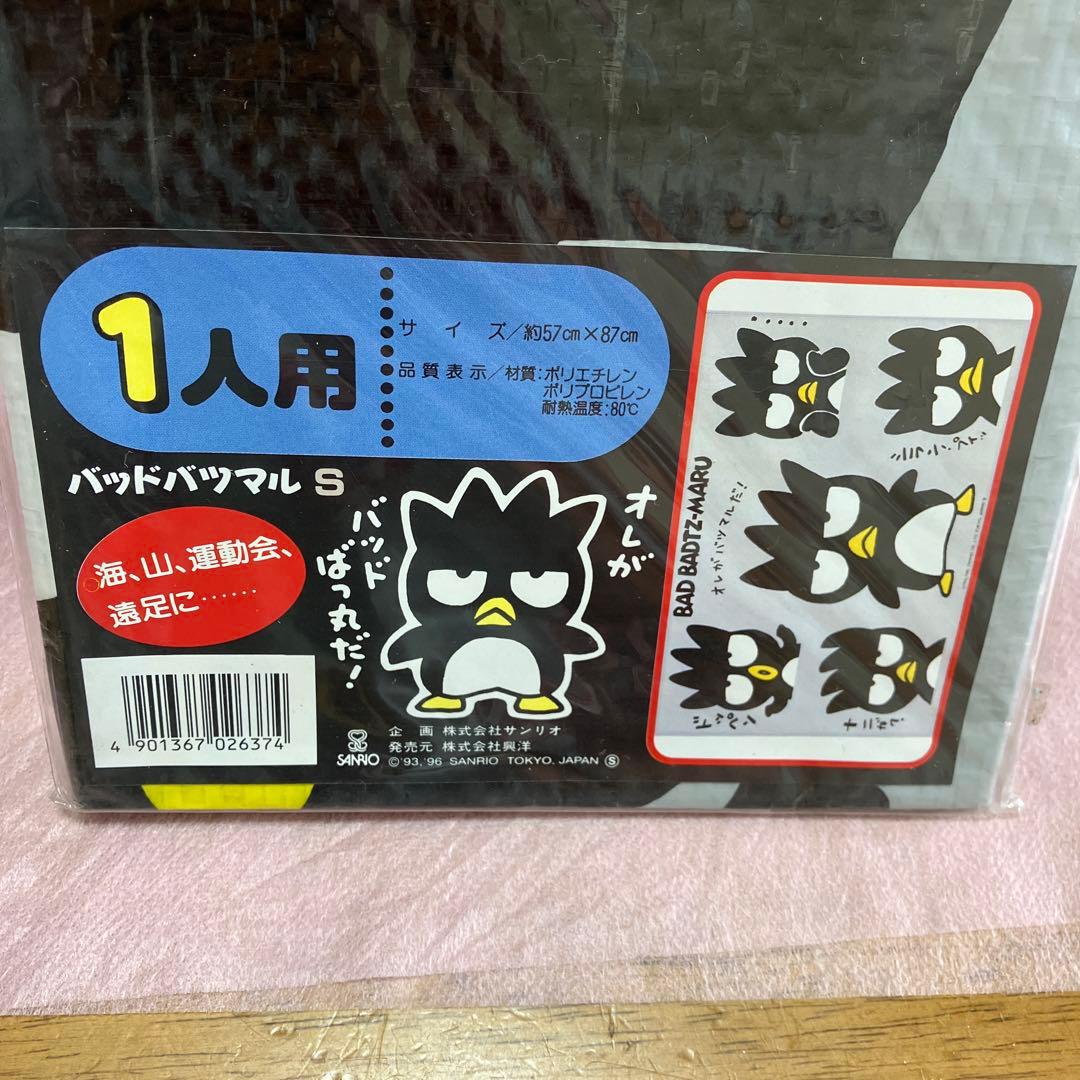 1人用
サイズ/約57cm×87cm
品質表示/材質:ポリエチレン
ポリプロピレン
耐熱温度:80℃
バッドバツマル S
海、山、運動会、
遠足に……
オレが
バッド
ばつ丸だ!
4 901367 026374
SANRIO
企 画 株式会社サンリオ
発売元 株式会社興洋
©'93,'96 SANRIO TOKYO, JAPAN Ⓢ
BAD BADTZ-MARU
オレがバツマルだ!